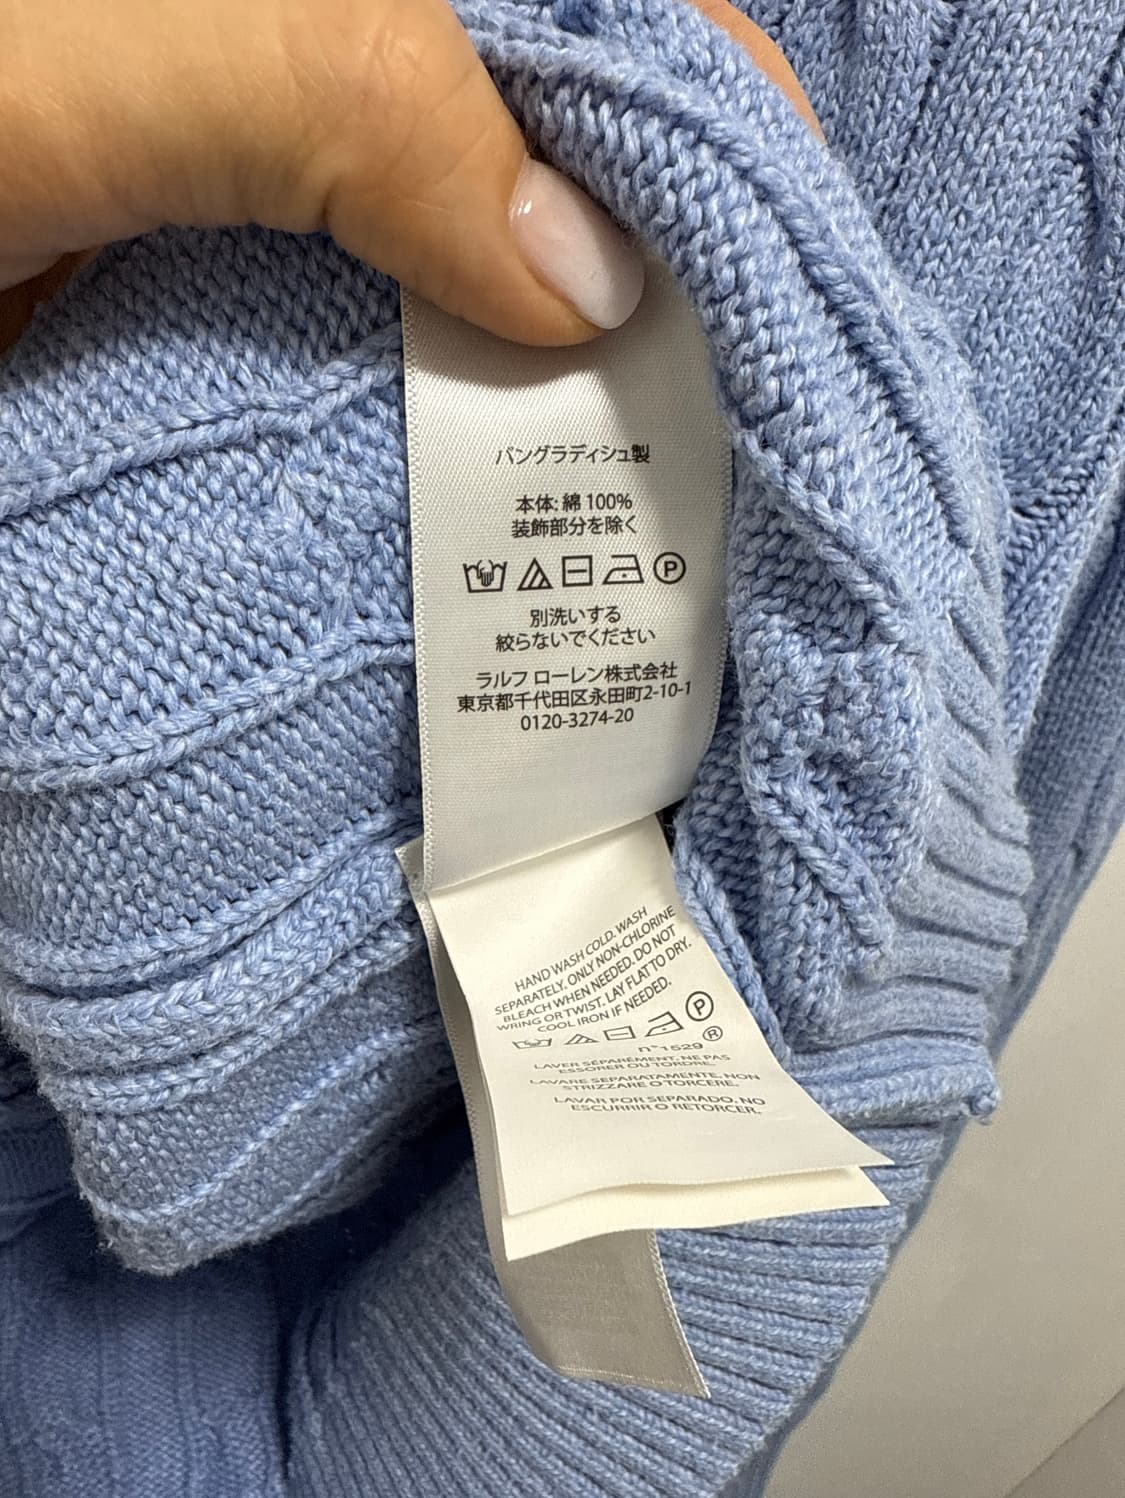 バングラディシュ製
本体: 綿 100%
装飾部分を除く
P
別洗いする
絞らないでください
ラルフ ローレン株式会社
東京都千代田区永田町2-10-1
0120-3274-20
HAND WASH COLD. WASH
SEPARATELY. ONLY NON-CHLORINE
BLEACH WHEN NEEDED. DO NOT
WRING OR TWIST. LAY FLAT TO DRY.
COOL IRON IF NEEDED.
P
®
n°1529
LAVER SÉPARÉMENT. NE PAS
ESSORER OU TORDRE.
LAVARE SEPARATAMENTE. NON
STRIZZARE O TORCERE.
LAVAR POR SEPARADO. NO
ESCURRIR O RETORCER.